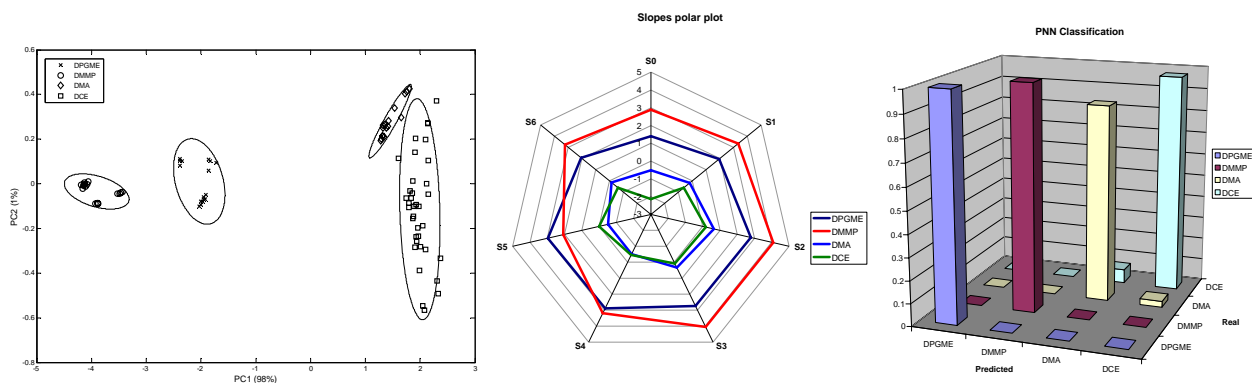 0.6
0.4
0.2
0
-0.2
-0.4
-0.6
-0.8
PC2 (1%)
DPGME
DMMP
DMA
DCE
-5 -4 -3 -2 -1 0 1 2 3
PC1 (98%)
Slopes polar plot
S0
S1
S2
S3
S4
S5
S6
5
4
3
2
1
0
-1
-2
-3
DPGME
DMMP
DMA
DCE
PNN Classification
1
0.9
0.8
0.7
0.6
0.5
0.4
0.3
0.2
0.1
0
DPGME
DMMP
DMA
DCE
Predicted
DPGME
DMMP
DMA
DCE
Real
DPGME
DMMP
DMA
DCE